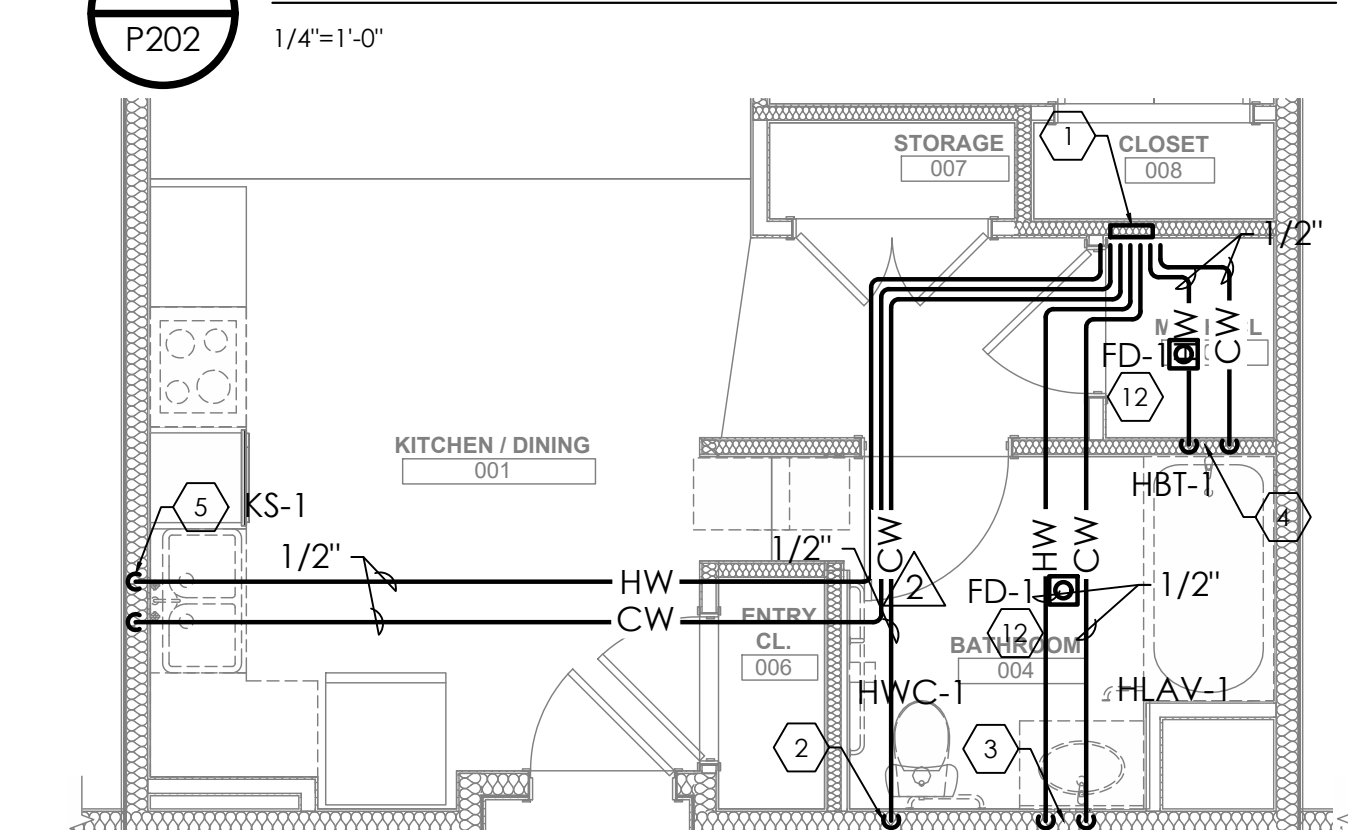 P202
1/4"=1'-0"
STORAGE
007
1
CLOSET
008
1/2"
W
CW
FD-1
12
KITCHEN / DINING
001
5
KS-1
HBT-1
4
1/2"
1/2"
CW
HW
CW
HW
CW
2
FD-1
1/2"
12
ENTRY
CL.
006
BATHROOM
004
HWC-1
HLAV-1
2
3